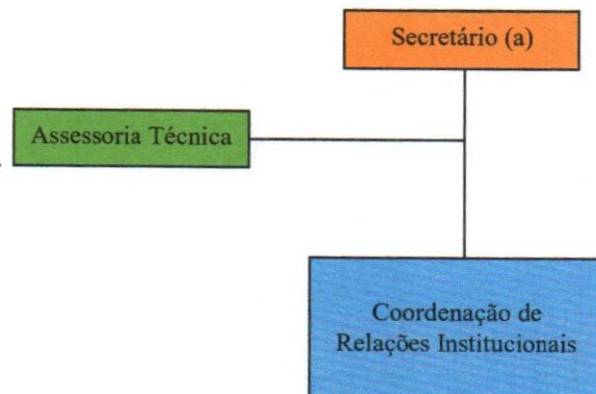 Secretário (a)
Assessoria Técnica
Coordenação de
Relações Institucionais